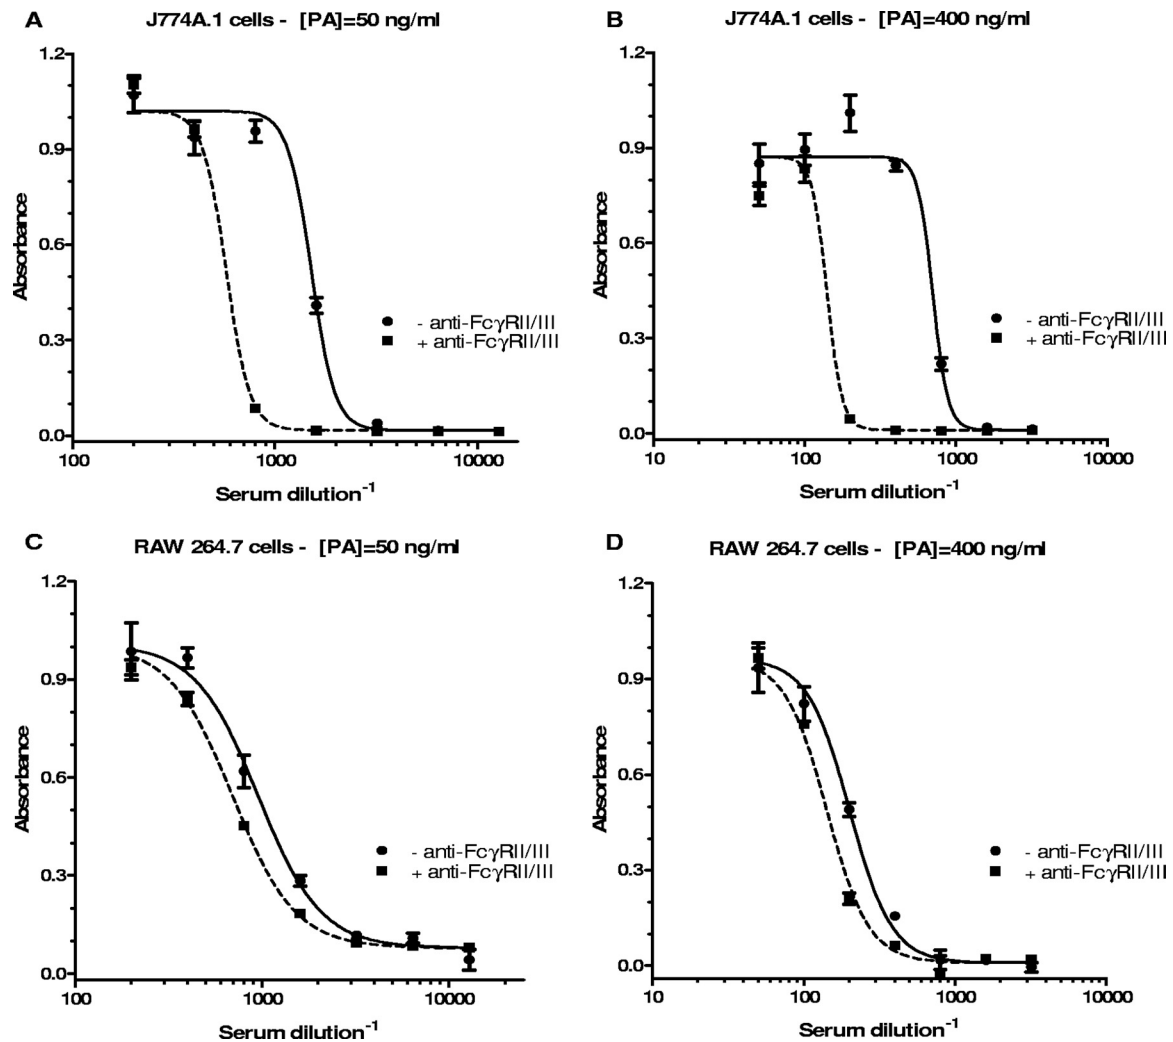 A
J774A.1 cells - [PA]=50 ng/ml
1.2
0.9
0.6
0.3
0.0
Absorbance
- anti-FcγRII/III
+ anti-FcγRII/III
100
1000
10000
Serum dilution⁻¹
B
J774A.1 cells - [PA]=400 ng/ml
1.2
0.9
0.6
0.3
0.0
Absorbance
- anti-FcγRII/III
+ anti-FcγRII/III
10
100
1000
10000
Serum dilution⁻¹
C
RAW 264.7 cells - [PA]=50 ng/ml
1.2
0.9
0.6
0.3
0.0
Absorbance
- anti-FcγRII/III
+ anti-FcγRII/III
100
1000
10000
Serum dilution⁻¹
D
RAW 264.7 cells - [PA]=400 ng/ml
1.2
0.9
0.6
0.3
0.0
Absorbance
- anti-FcγRII/III
+ anti-FcγRII/III
10
100
1000
10000
Serum dilution⁻¹